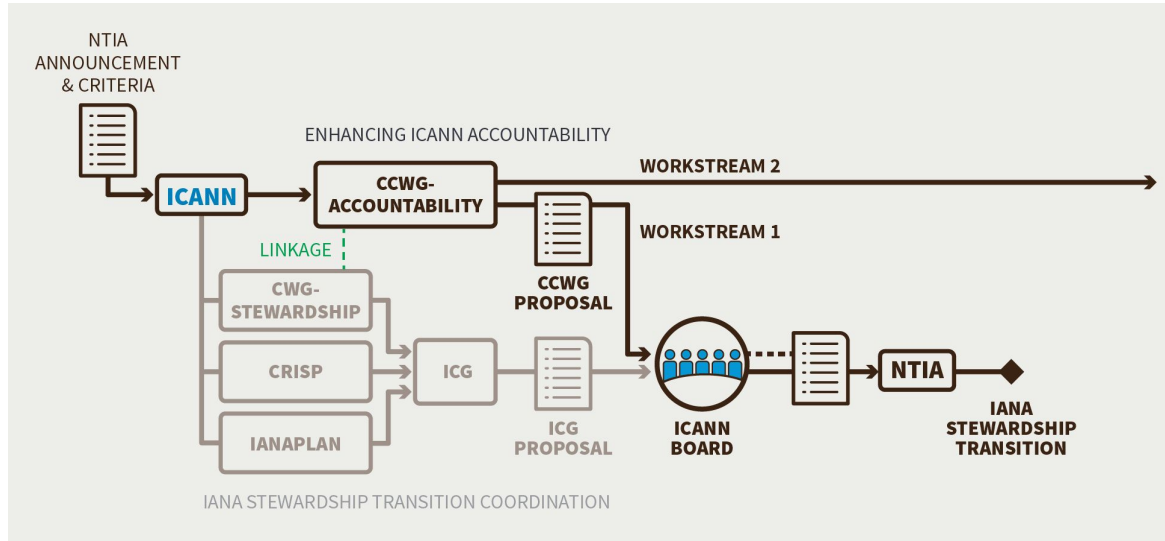 NTIA
ANNOUNCEMENT
& CRITERIA
ENHANCING ICANN ACCOUNTABILITY
ICANN
CCWG-
ACCOUNTABILITY
WORKSTREAM 2
WORKSTREAM 1
LINKAGE
CCWG
PROPOSAL
CWG-
STEWARDSHIP
CRISP
IANAPLAN
ICG
ICG
PROPOSAL
ICANN
BOARD
NTIA
IANA
STEWARDSHIP
TRANSITION
IANA STEWARDSHIP TRANSITION COORDINATION